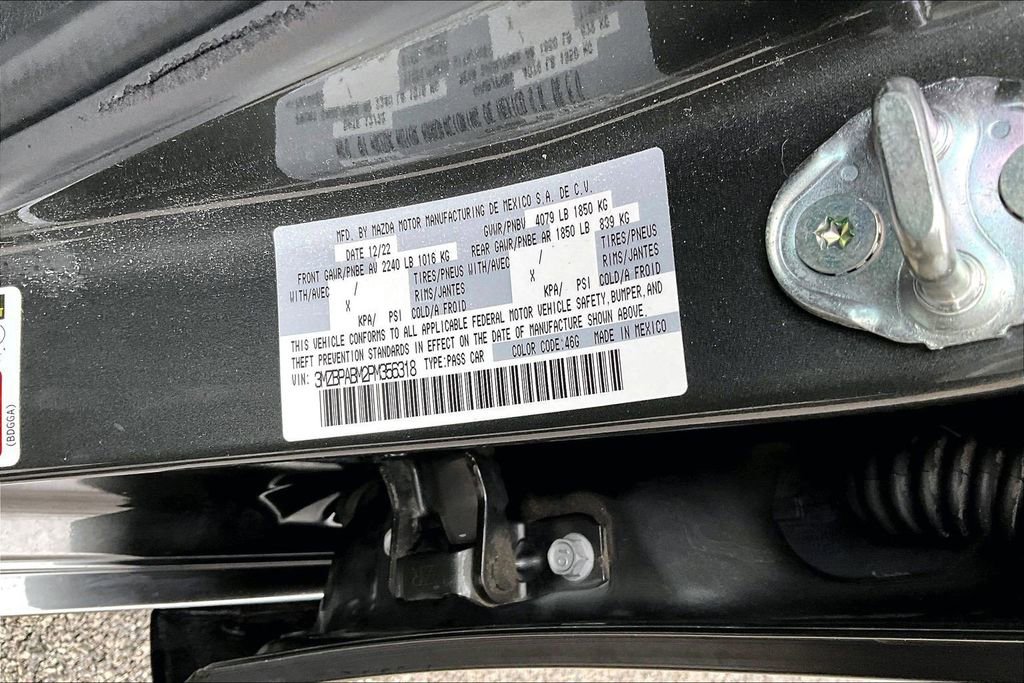 MFD. BY MAZDA MOTOR MANUFACTURING DE MEXICO S.A. DE C.V.
DATE 12/22 GVWR/PNBV 4079 LB 1850 KG
FRONT GAWR/PNBE AV 2240 LB 1016 KG REAR GAWR/PNBE AR 1850 LB 839 KG
WITH/AVEC / TIRES/PNEUS WITH/AVEC / TIRES/PNEUS
X RIMS/JANTES X RIMS/JANTES
KPA/ PSI COLD/A FROID KPA/ PSI COLD/A FROID
THIS VEHICLE CONFORMS TO ALL APPLICABLE FEDERAL MOTOR VEHICLE SAFETY, BUMPER, AND
THEFT PREVENTION STANDARDS IN EFFECT ON THE DATE OF MANUFACTURE SHOWN ABOVE.
VIN: 3MZBPABM2PM356318 TYPE:PASS CAR COLOR CODE:46G MADE IN MEXICO
(BDGGA)